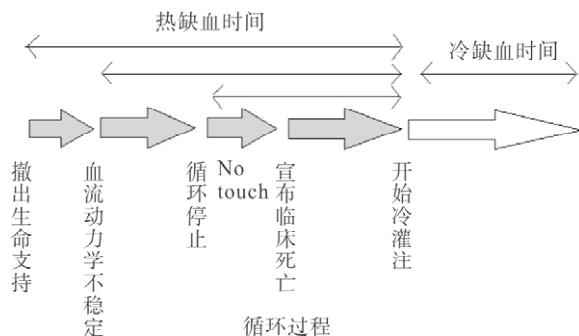 热缺血时间
冷缺血时间
撤出生命支持
血流动力学不稳定
循环停止
No
touch
宣布临床死亡
开始冷灌注
循环过程